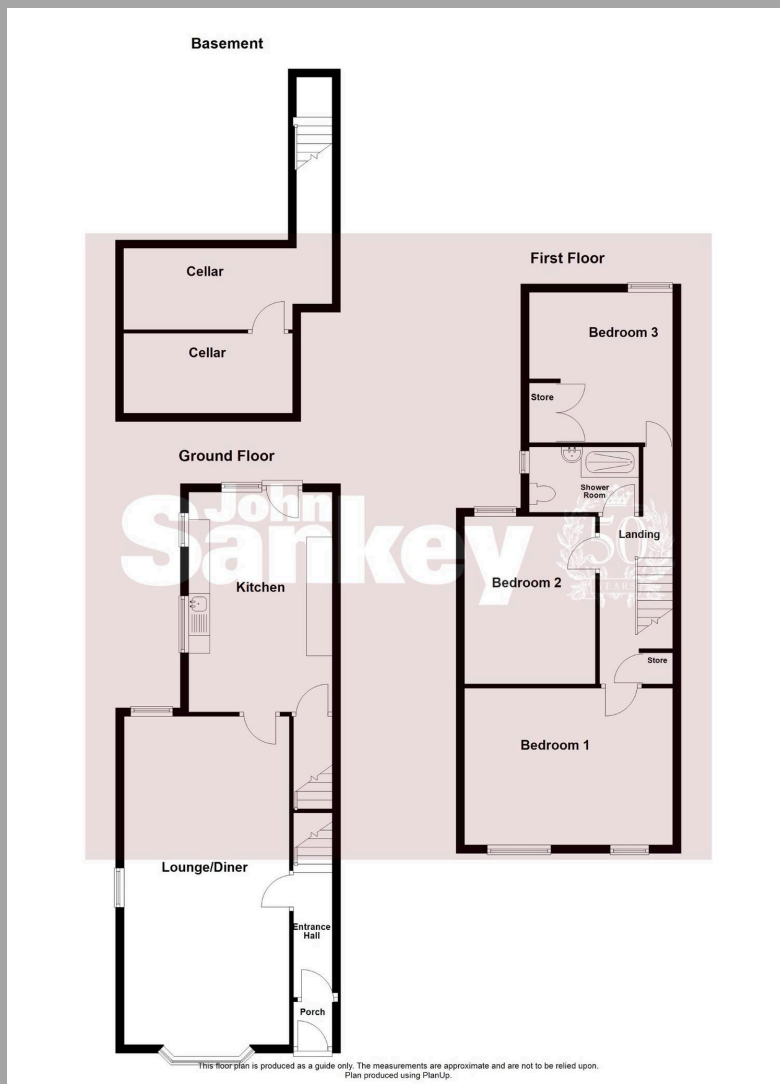 Basement
Cellar
Cellar
First Floor
Bedroom 3
Store
Shower
Room
Landing
Bedroom 2
Store
Bedroom 1
Ground Floor
Kitchen
Lounge/Diner
Entrance
Hall
Porch
John
Sankey
50
YEARS
This floor plan is produced as a guide only. The measurements are approximate and are not to be relied upon.
Plan produced using PlanUp.